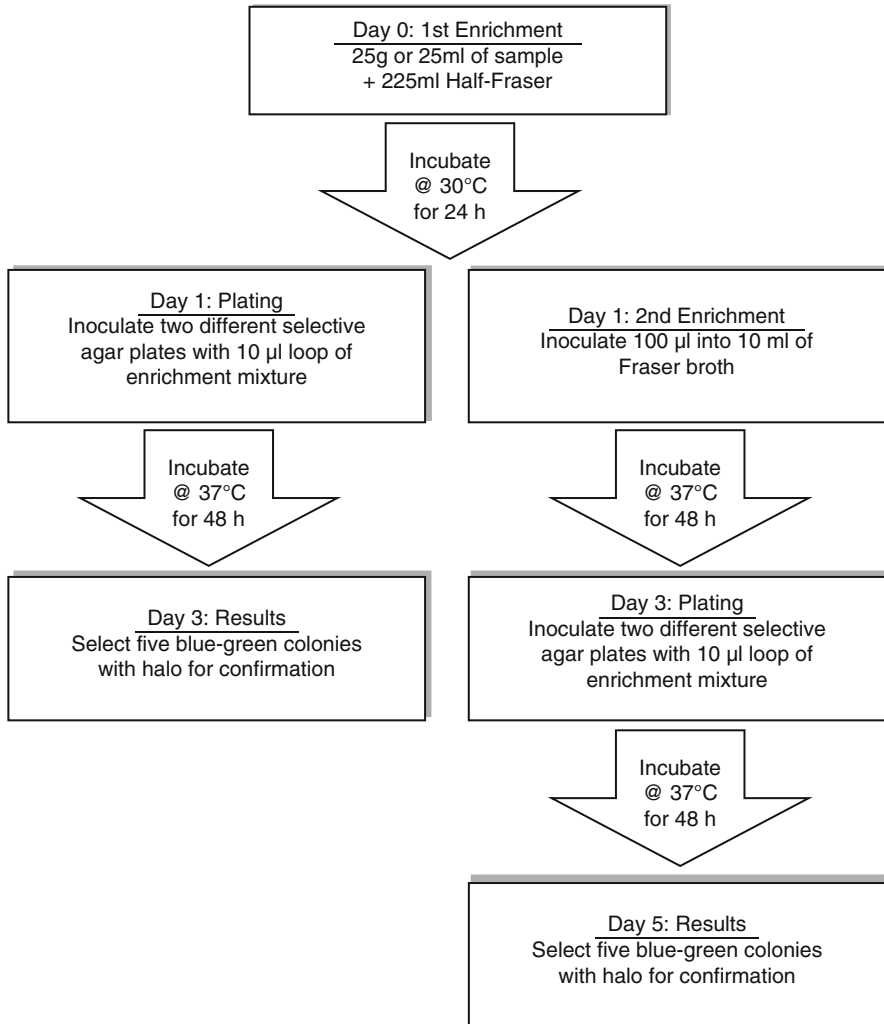 Day 0: 1st Enrichment
25g or 25ml of sample
+ 225ml Half-Fraser
Incubate
@ 30°C
for 24 h
Day 1: Plating
Inoculate two different selective
agar plates with 10 µl loop of
enrichment mixture
Day 1: 2nd Enrichment
Inoculate 100 µl into 10 ml of
Fraser broth
Incubate
@ 37°C
for 48 h
Incubate
@ 37°C
for 48 h
Day 3: Results
Select five blue-green colonies
with halo for confirmation
Day 3: Plating
Inoculate two different selective
agar plates with 10 µl loop of
enrichment mixture
Incubate
@ 37°C
for 48 h
Day 5: Results
Select five blue-green colonies
with halo for confirmation